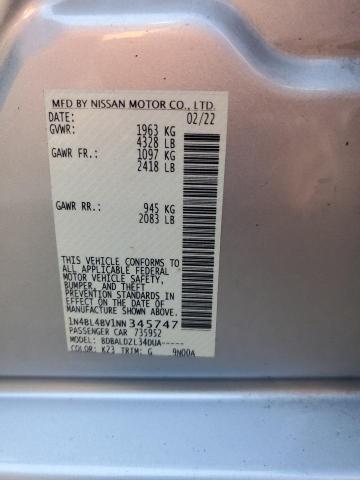 MFD BY NISSAN MOTOR CO., LTD.
DATE: 02/22
GVWR: 1963 KG
4328 LB
GAWR FR.: 1097 KG
2418 LB
GAWR RR.: 945 KG
2083 LB
THIS VEHICLE CONFORMS TO ALL
APPLICABLE FEDERAL MOTOR
VEHICLE SAFETY,
BUMPER, AND THEFT
PREVENTION STANDARDS
IN EFFECT ON THE DATE OF
MANUFACTURE SHOWN ABOVE.
1N4BL4BV1NN345747
PASSENGER CAR 735952
MODEL: BDBALDZL34DUA-----
COLOR: K23 TRIM: G 9N00A